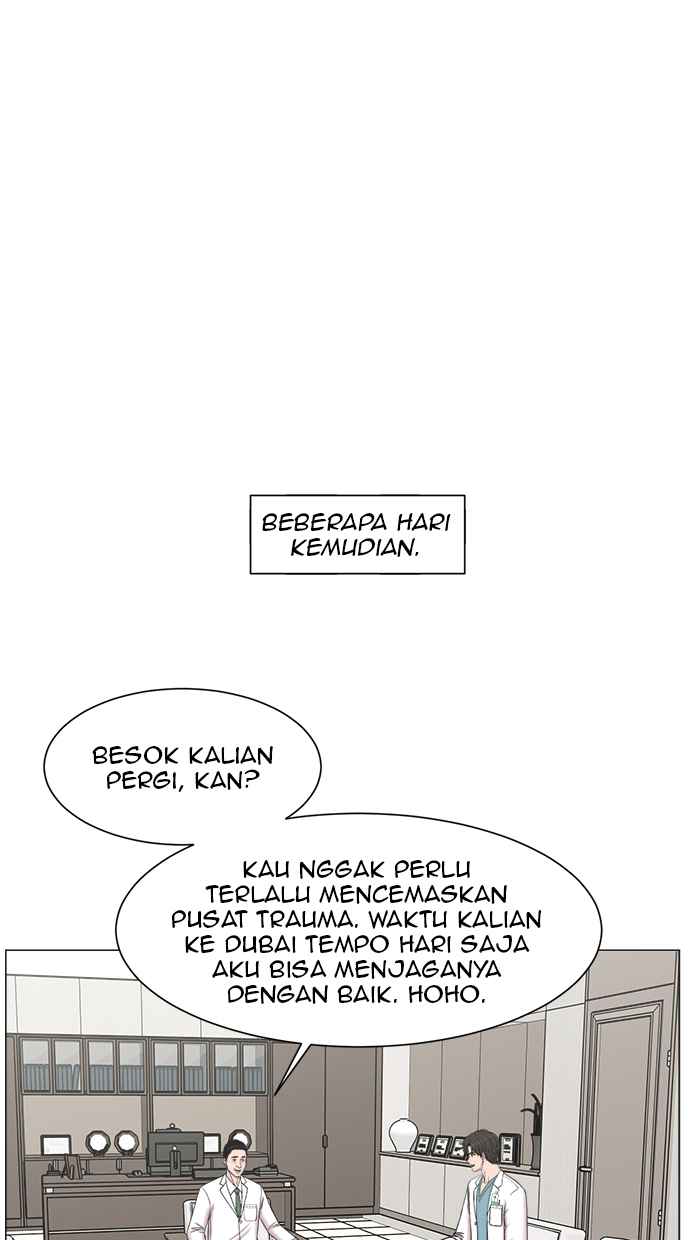 BEBERAPA HARI
KEMUDIAN.
BESOK KALIAN
PERGI, KAN?
KAU NGGAK PERLU
TERLALU MENCEMASKAN
PUSAT TRAUMA. WAKTU KALIAN
KE DUBAI TEMPO HARI SAJA
AKU BISA MENJAGANYA
DENGAN BAIK. HOHO.